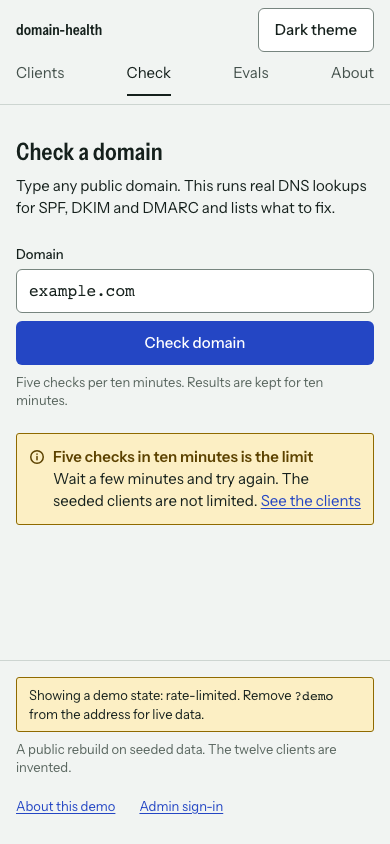 domain-health
Dark theme
Clients
Check
Evals
About
Check a domain
Type any public domain. This runs real DNS lookups
for SPF, DKIM and DMARC and lists what to fix.
Domain
example.com
Check domain
Five checks per ten minutes. Results are kept for ten
minutes.
Five checks in ten minutes is the limit
Wait a few minutes and try again. The
seeded clients are not limited. See the clients
Showing a demo state: rate-limited. Remove ?demo
from the address for live data.
A public rebuild on seeded data. The twelve clients are
invented.
About this demo
Admin sign-in